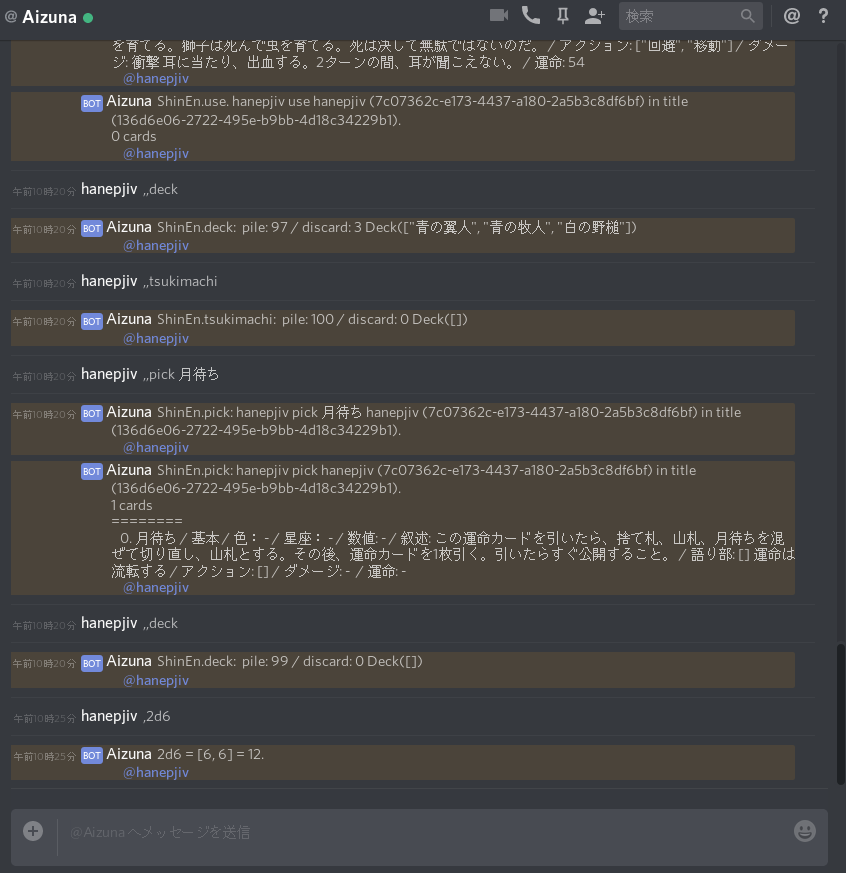 @ Aizuna
検索
@ ?
を育てる。獅子は死んで虫を育てる。死は決して無駄ではないのだ。 / アクション: ["回避", "移動"] / ダメー
ジ: 衝撃 耳に当たり、出血する。2ターンの間、耳が聞こえない。 / 運命: 54
@hanepjiv
BOT Aizuna ShinEn.use. hanepjiv use hanepjiv (7c07362c-e173-4437-a180-2a5b3c8df6bf) in title
(136d6e06-2722-495e-b9bb-4d18c34229b1).
0 cards
@hanepjiv
午前10時20分 hanepjiv ,,deck
午前10時20分 BOT Aizuna ShinEn.deck: pile: 97 / discard: 3 Deck(["青の翼人", "青の牧人", "白の野槌"])
@hanepjiv
午前10時20分 hanepjiv ,,tsukimachi
午前10時20分 BOT Aizuna ShinEn.tsukimachi: pile: 100 / discard: 0 Deck([])
@hanepjiv
午前10時20分 hanepjiv ,,pick 月待ち
午前10時20分 BOT Aizuna ShinEn.pick: hanepjiv pick 月待ち hanepjiv (7c07362c-e173-4437-a180-2a5b3c8df6bf) in title
(136d6e06-2722-495e-b9bb-4d18c34229b1).
@hanepjiv
BOT Aizuna ShinEn.pick: hanepjiv pick hanepjiv (7c07362c-e173-4437-a180-2a5b3c8df6bf) in title
(136d6e06-2722-495e-b9bb-4d18c34229b1).
1 cards
========
0. 月待ち / 基本 / 色： - / 星座： - / 数値: - / 叙述: この運命カードを引いたら、捨て札、山札、月待ちを混
ぜて切り直し、山札とする。その後、運命カードを1枚引く。引いたらすぐ公開すること。 / 語り部: [] 運命は
流転する / アクション: [] / ダメージ: - / 運命: -
@hanepjiv
午前10時20分 hanepjiv ,,deck
午前10時20分 BOT Aizuna ShinEn.deck: pile: 99 / discard: 0 Deck([])
@hanepjiv
午前10時25分 hanepjiv ,2d6
午前10時25分 BOT Aizuna 2d6 = [6, 6] = 12.
@hanepjiv
@Aizuna へメッセージを送信